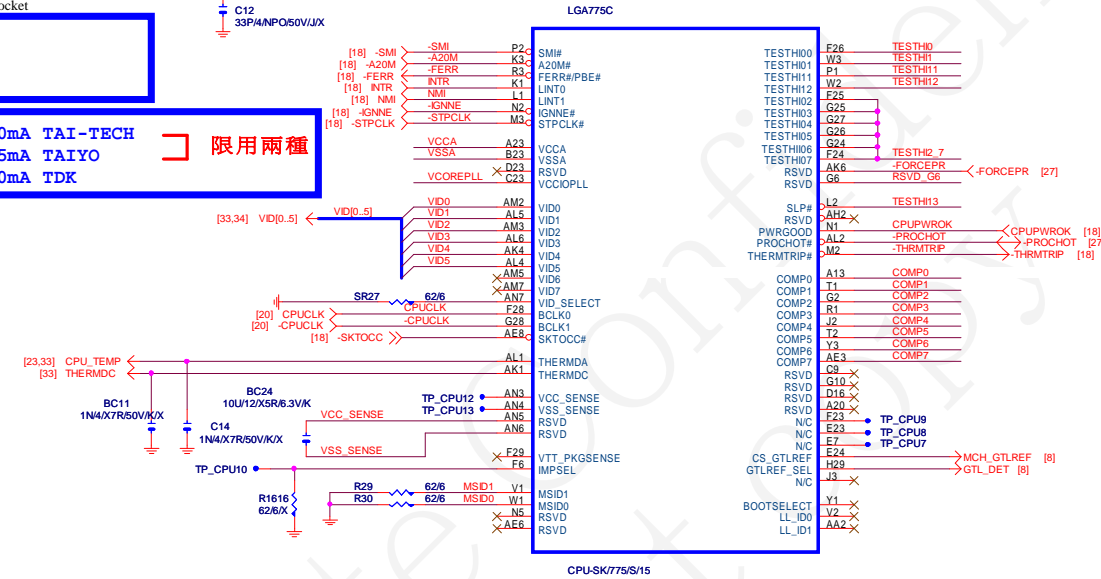 ocket
C12
33P/4/NPO/50V/J/X
LGA775C
0mA TAI-TECH
5mA TAIYO
0mA TDK
限用兩種
[18] -SMI -SMI P2 SMI#
[18] -A20M -A20M K3 A20M#
[18] -FERR -FERR R3 FERR#/PBE#
[18] INTR INTR K1 LINT0
[18] NMI NMI L1 LINT1
[18] -IGNNE -IGNNE N2 IGNNE#
[18] -STPCLK -STPCLK M3 STPCLK#
VCCA A23 VCCA
VSSA B23 VSSA
D23 RSVD
VCOREPLL C23 VCCIOPLL
[33,34] VID[0..5] VID[0..5]
VID0 AM2 VID0
VID1 AL5 VID1
VID2 AM3 VID2
VID3 AL6 VID3
VID4 AK4 VID4
VID5 AL4 VID5
AM5 VID6
AM7 VID7
SR27 62/6 AN7 VID_SELECT
[20] CPUCLK CPUCLK F28 BCLK0
[20] -CPUCLK -CPUCLK G28 BCLK1
[18] -SKTOCC AE8 SKTOCC#
[23,33] CPU_TEMP AL1 THERMDA
[33] THERMDC AK1 THERMDC
BC11
1N/4/X7R/50V/K/X
C14
1N/4/X7R/50V/K/X
BC24
10U/12/X5R/6.3V/K
TP_CPU12 AN3 VCC_SENSE
TP_CPU13 AN4 VSS_SENSE
VCC_SENSE AN5 RSVD
VSS_SENSE AN6 RSVD
F29 VTT_PKGSENSE
TP_CPU10 F6 IMPSEL
R1616
62/6/X
R29 62/6 MSID1 V1 MSID1
R30 62/6 MSID0 W1 MSID0
N5 RSVD
AE6 RSVD
TESTHI00 F26 TESTHI0
TESTHI01 W3 TESTHI1
TESTHI11 P1 TESTHI11
TESTHI12 W2 TESTHI12
TESTHI02 F25
TESTHI03 G25
TESTHI04 G27
TESTHI05 G26
TESTHI06 G24
TESTHI07 F24 TESTHI2_7
RSVD AK6 -FORCEPR -FORCEPR [27]
RSVD G6 RSVD_G6
SLP# L2 TESTHI13
RSVD AH2
PWRGOOD N1 CPUPWROK CPUPWROK [18]
PROCHOT# AL2 -PROCHOT -PROCHOT [27
THERMTRIP# M2 -THRMTRIP -THRMTRIP [18]
COMP0 A13 COMP0
COMP1 T1 COMP1
COMP2 G2 COMP2
COMP3 R1 COMP3
COMP4 J2 COMP4
COMP5 T2 COMP5
COMP6 Y3 COMP6
COMP7 AE3 COMP7
RSVD C9
RSVD G10
RSVD D16
RSVD A20
N/C F23 TP_CPU9
N/C E23 TP_CPU8
N/C E7 TP_CPU7
CS_GTLREF E24 MCH_GTLREF [8]
GTLREF_SEL H29 GTL_DET [8]
N/C J3
BOOTSELECT Y1
LL_ID0 V2
LL_ID1 AA2
CPU-SK/775/S/15